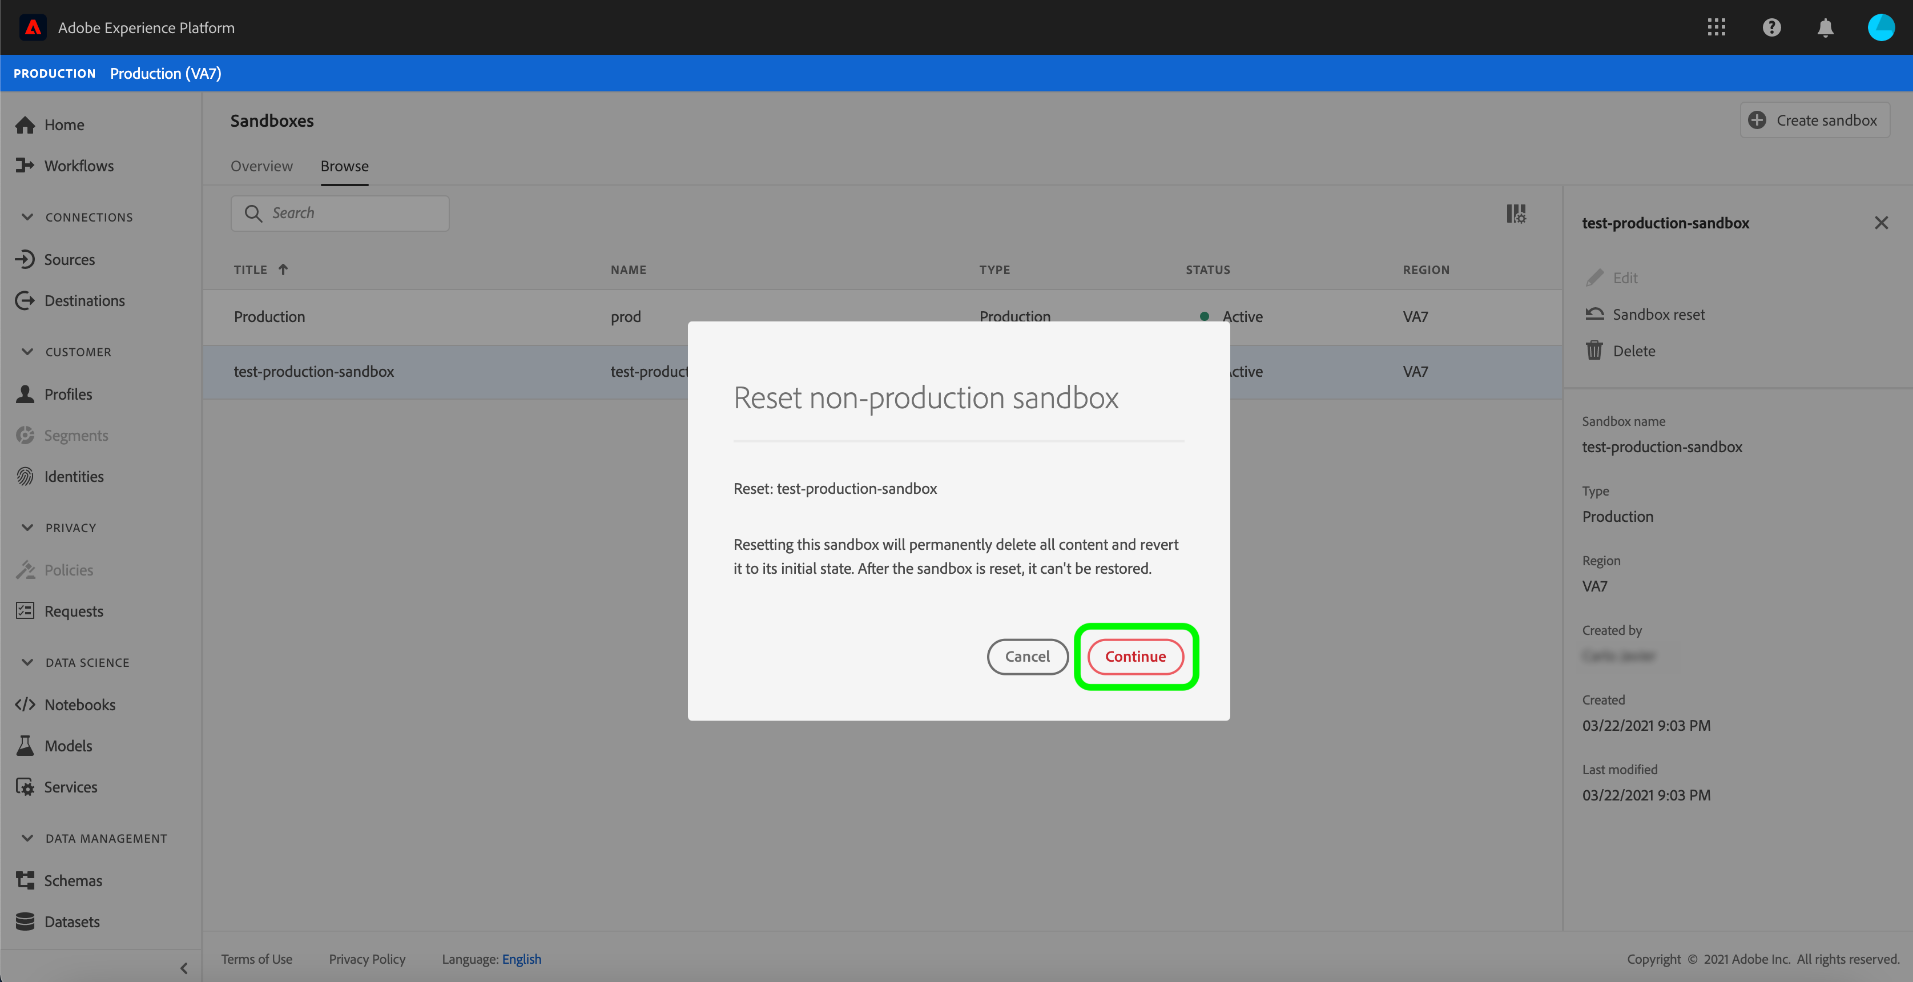 Adobe Experience Platform
PRODUCTION Production (VA7)
Home
Workflows
CONNECTIONS
Sources
Destinations
CUSTOMER
Profiles
Segments
Identities
PRIVACY
Policies
Requests
DATA SCIENCE
Notebooks
Models
Services
DATA MANAGEMENT
Schemas
Datasets
Sandboxes
Create sandbox
Overview Browse
Search
TITLE NAME TYPE STATUS REGION
Production prod Production Active VA7
test-production-sandbox test-product ctive VA7
Reset non-production sandbox
Reset: test-production-sandbox
Resetting this sandbox will permanently delete all content and revert
it to its initial state. After the sandbox is reset, it can't be restored.
Cancel Continue
test-production-sandbox
Edit
Sandbox reset
Delete
Sandbox name
test-production-sandbox
Type
Production
Region
VA7
Created by
Created
03/22/2021 9:03 PM
Last modified
03/22/2021 9:03 PM
Terms of Use Privacy Policy Language: English
Copyright © 2021 Adobe Inc. All rights reserved.